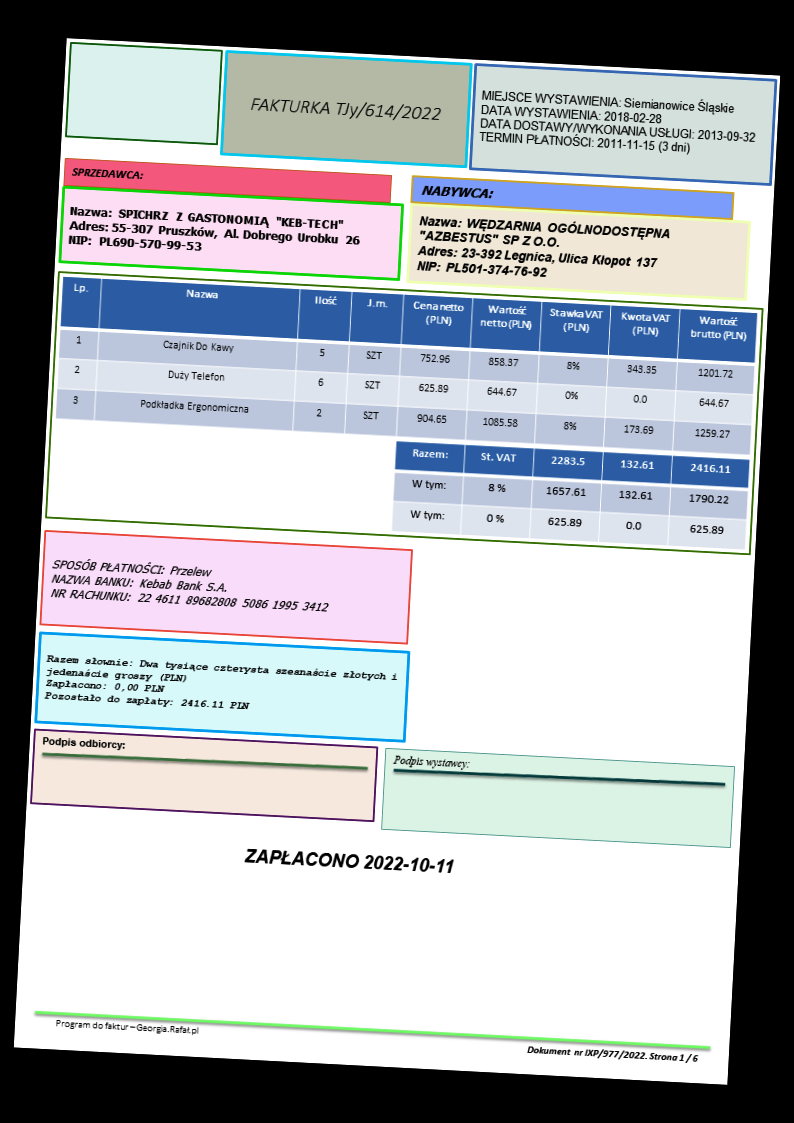 FAKTURKA TJy/614/2022
MIEJSCE WYSTAWIENIA: Siemianowice Śląskie
DATA WYSTAWIENIA: 2018-02-28
DATA DOSTAWY/WYKONANIA USŁUGI: 2013-09-32
TERMIN PŁATNOŚCI: 2011-11-15 (3 dni)
SPRZEDAWCA:
Nazwa: SPICHRZ Z GASTONOMIĄ "KEB-TECH"
Adres: 55-307 Pruszków, Al. Dobrego Urobku 26
NIP: PL690-570-99-53
NABYWCA:
Nazwa: WĘDZARNIA OGÓLNODOSTĘPNA
"AZBESTUS" SP Z O.O.
Adres: 23-392 Legnica, Ulica Kłopot 137
NIP: PL501-374-76-92
Lp. Nazwa Ilość J.m. Cena netto (PLN) Wartość netto (PLN) Stawka VAT (PLN) Kwota VAT (PLN) Wartość brutto (PLN)
1 Czajnik Do Kawy 5 SZT 752.96 858.37 8% 343.35 1201.72
2 Duży Telefon 6 SZT 625.89 644.67 0% 0.0 644.67
3 Podkładka Ergonomiczna 2 SZT 904.65 1085.58 8% 173.69 1259.27
Razem: St. VAT 2283.5 132.61 2416.11
W tym: 8 % 1657.61 132.61 1790.22
W tym: 0 % 625.89 0.0 625.89
SPOSÓB PŁATNOŚCI: Przelew
NAZWA BANKU: Kebab Bank S.A.
NR RACHUNKU: 22 4611 89682808 5086 1995 3412
Razem słownie: Dwa tysiące czterysta szesnaście złotych i
jedenaście groszy (PLN)
Zapłacono: 0,00 PLN
Pozostało do zapłaty: 2416.11 PLN
Podpis odbiorcy:
Podpis wystawcy:
ZAPŁACONO 2022-10-11
Program do faktur – Georgia.Rafał.pl
Dokument nr IXP/977/2022. Strona 1 / 6